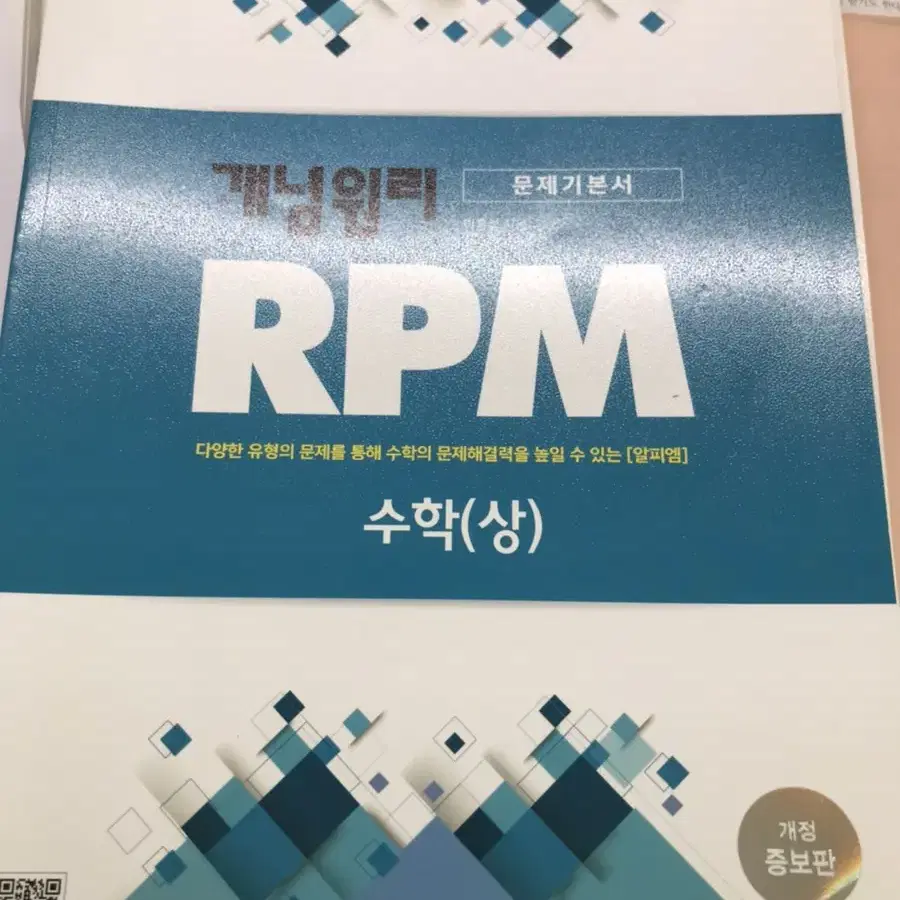 개념원리
문제기본서
RPM
다양한 유형의 문제를 통해 수학의 문제해결력을 높일 수 있는 [알피엠]
수학(상)
개정
증보판